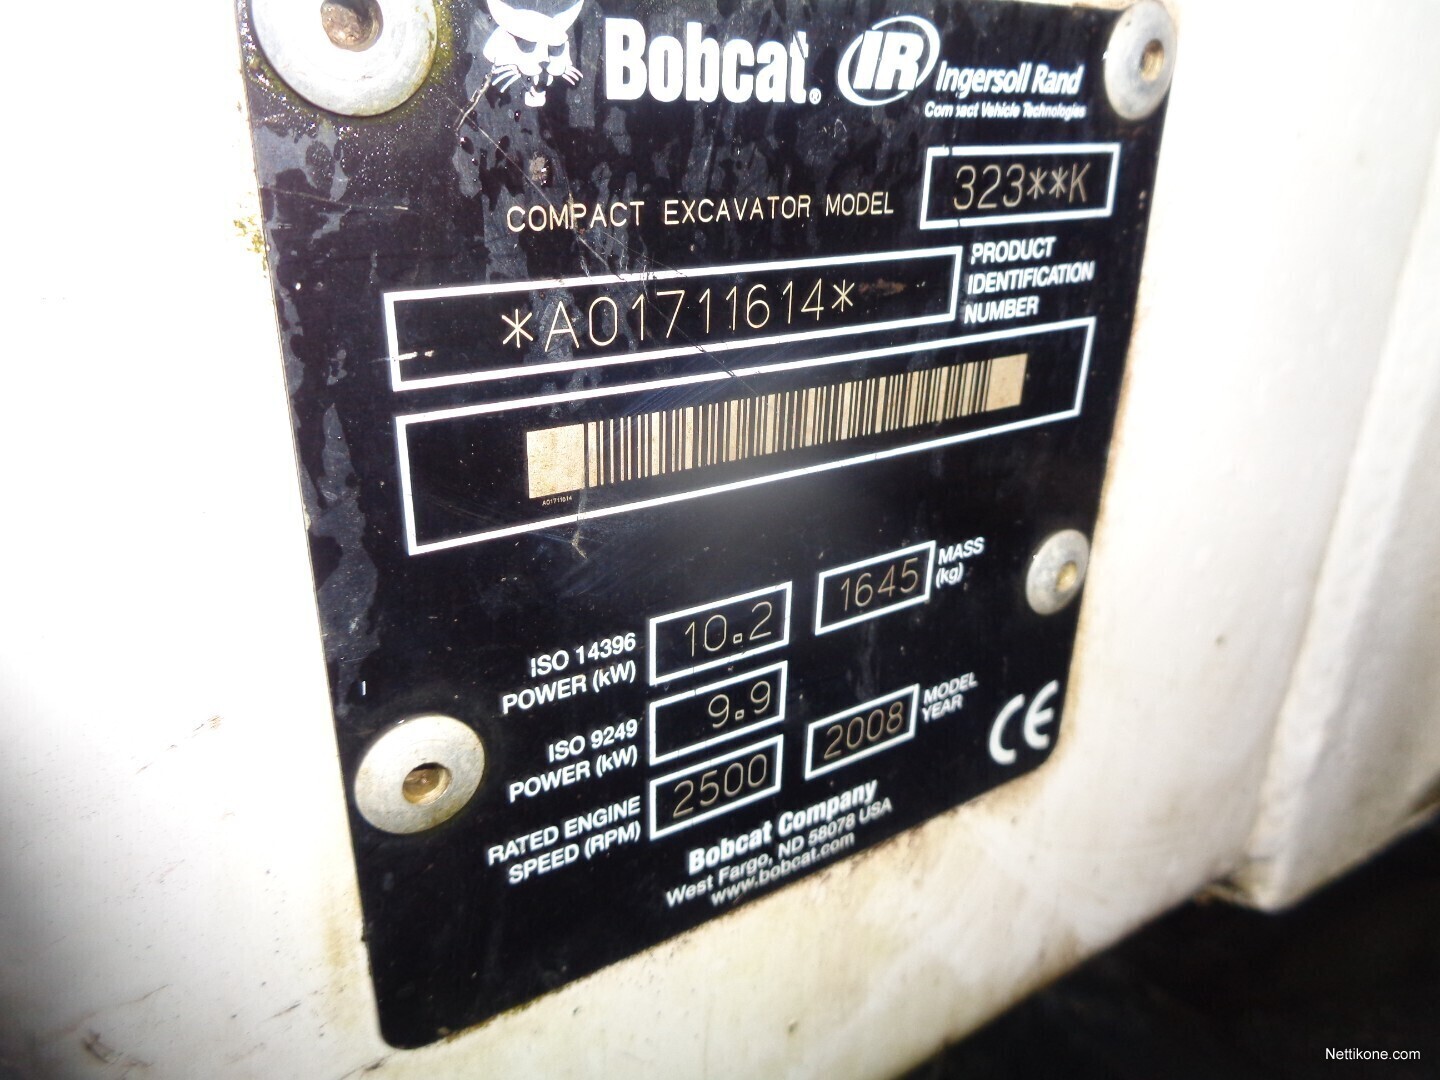 Bobcat®
IR Ingersoll Rand
Compact Vehicle Technologies
COMPACT EXCAVATOR MODEL 323**K
*A01711614* PRODUCT
IDENTIFICATION
NUMBER
A01711614
ISO 14396
POWER (kW) 10.2
1645 MASS
(kg)
ISO 9249
POWER (kW) 9.9
2008 MODEL
YEAR
RATED ENGINE
SPEED (RPM) 2500
CE
Bobcat Company
West Fargo, ND 58078 USA
www.bobcat.com
Nettikone.com